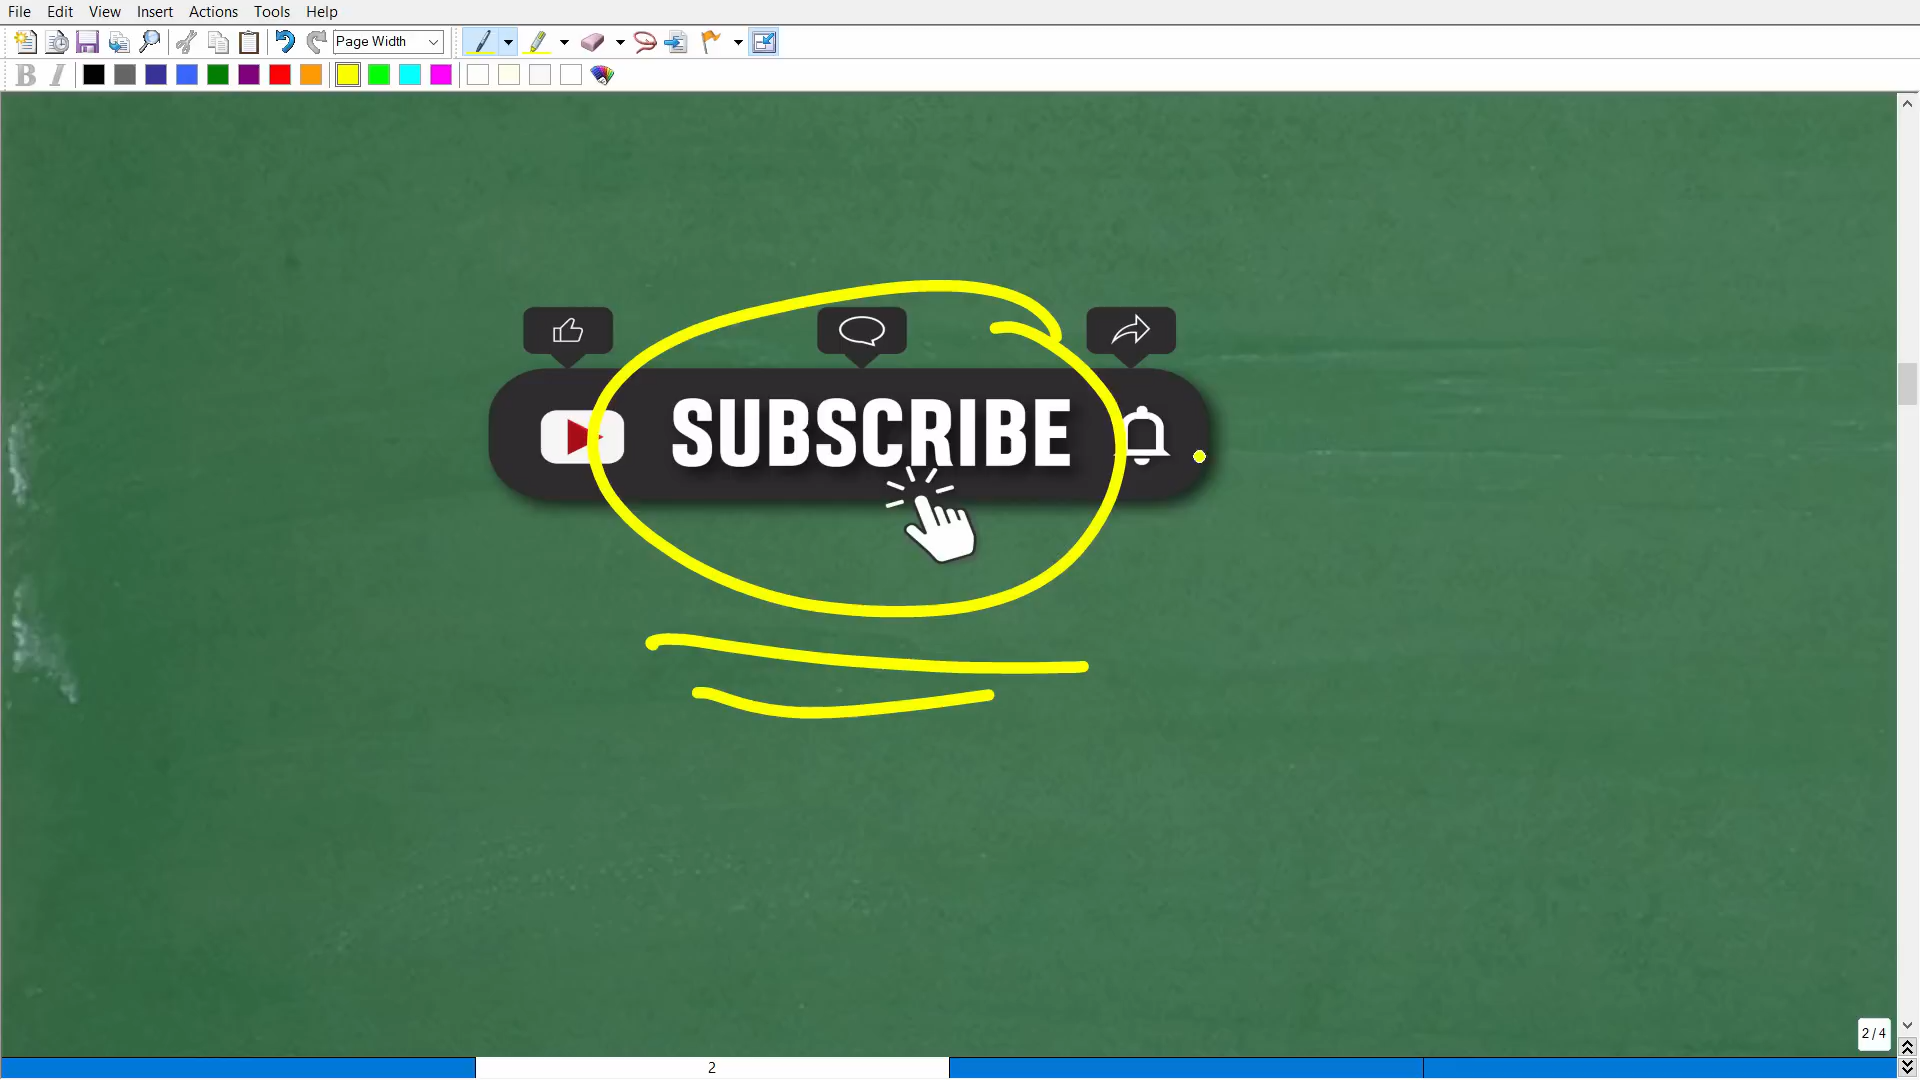 File Edit View Insert Actions Tools Help
Page Width
B I
SUBSCRIBE
2 / 4
2